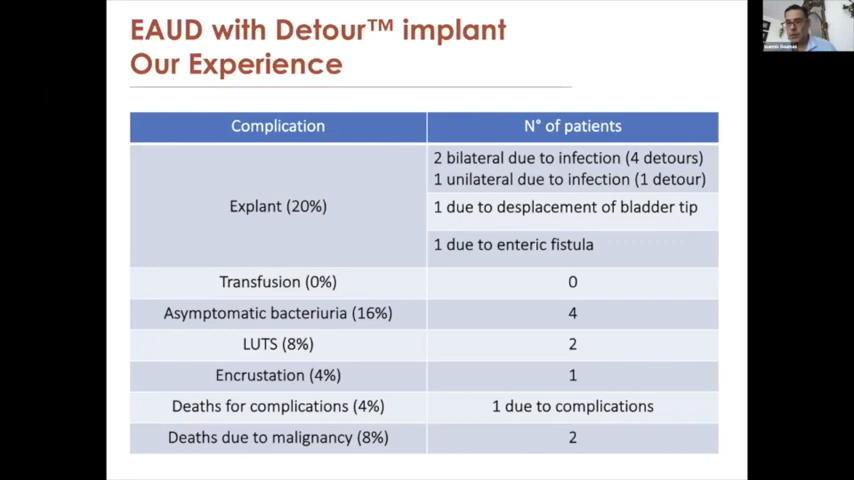 EAUD with Detour™ implant
Our Experience
Complication
N° of patients
Explant (20%)
2 bilateral due to infection (4 detours)
1 unilateral due to infection (1 detour)
1 due to desplacement of bladder tip
1 due to enteric fistula
Transfusion (0%)
0
Asymptomatic bacteriuria (16%)
4
LUTS (8%)
2
Encrustation (4%)
1
Deaths for complications (4%)
1 due to complications
Deaths due to malignancy (8%)
2